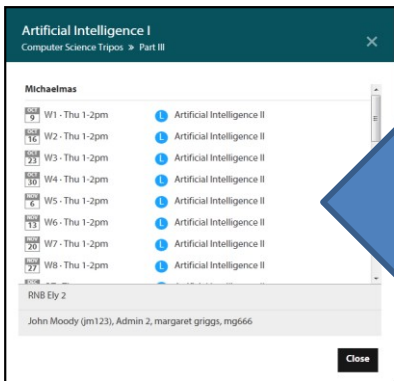 Artificial Intelligence I
Computer Science Tripos » Part III
×
Michaelmas
OCT 9 W1 · Thu 1-2pm L Artificial Intelligence II
OCT 16 W2 · Thu 1-2pm L Artificial Intelligence II
OCT 23 W3 · Thu 1-2pm L Artificial Intelligence II
OCT 30 W4 · Thu 1-2pm L Artificial Intelligence II
NOV 6 W5 · Thu 1-2pm L Artificial Intelligence II
NOV 13 W6 · Thu 1-2pm L Artificial Intelligence II
NOV 20 W7 · Thu 1-2pm L Artificial Intelligence II
NOV 27 W8 · Thu 1-2pm L Artificial Intelligence II
RNB Ely 2
John Moody (jm123), Admin 2, margaret griggs, mg666
Close